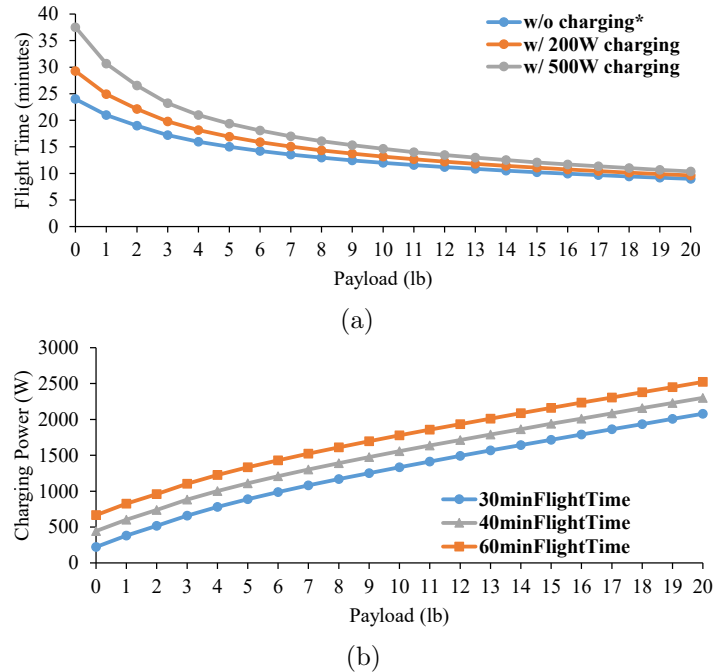 40
35
30
25
20
15
10
5
0
Flight Time (minutes)
w/o charging*
w/ 200W charging
w/ 500W charging
0 1 2 3 4 5 6 7 8 9 10 11 12 13 14 15 16 17 18 19 20
Payload (lb)
(a)
3000
2500
2000
1500
1000
500
0
Charging Power (W)
30minFlightTime
40minFlightTime
60minFlightTime
0 1 2 3 4 5 6 7 8 9 10 11 12 13 14 15 16 17 18 19 20
Payload (lb)
(b)